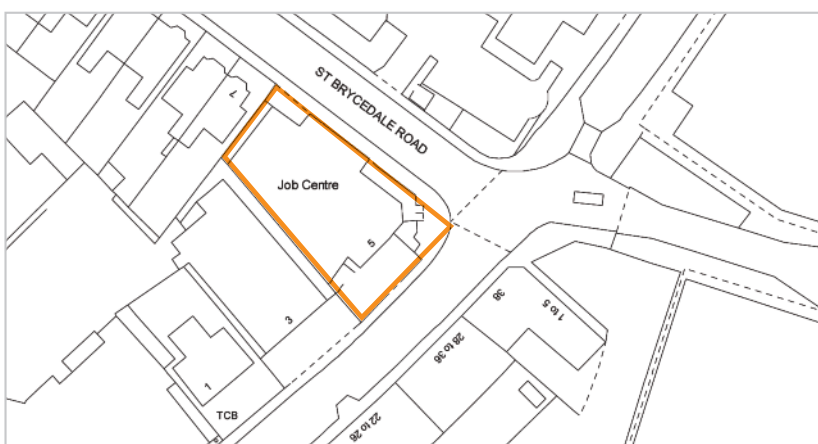 ST BRYCEDALE ROAD
7
Job Centre
5
3
1
TCB
38
1 to 5
28 to 36
22 to 26